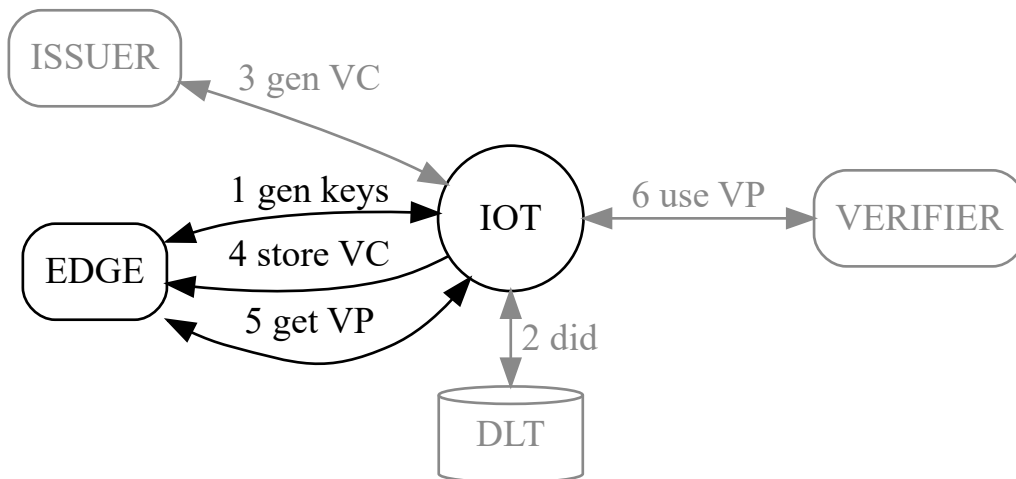 ISSUER
3 gen VC
1 gen keys
IOT
6 use VP
VERIFIER
4 store VC
EDGE
5 get VP
2 did
DLT